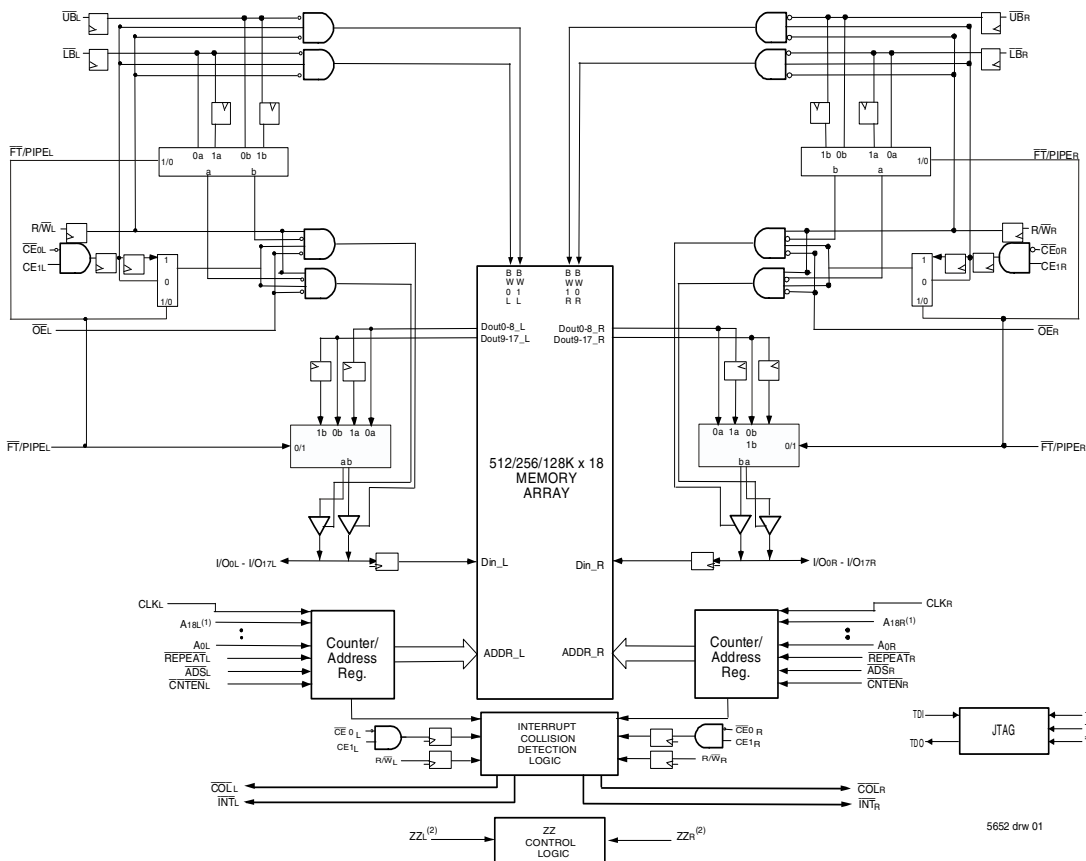 UBL
UBR
LBL
LBR
0a 1a 0b 1b
1b 0b 1a 0a
FT/PIPEL
1/0
a b
b a
1/0
FT/PIPER
R/WL
R/WR
CE0L
CE0R
CE1L
CE1R
1
0
1/0
1
0
1/0
BW0L
BW1L
BW1R
BW0R
OEL
OER
Dout0-8_L
Dout9-17_L
Dout0-8_R
Dout9-17_R
1b 0b 1a 0a
0a 1a 0b
1b
FT/PIPEL
0/1
0/1
FT/PIPER
ab
ba
512/256/128K x 18
MEMORY
ARRAY
I/O0L - I/O17L
Din_L
Din_R
I/O0R - I/O17R
CLKL
CLKR
A18L(1)
A18R(1)
A0L
A0R
REPEATL
REPEATR
ADSL
ADSR
CNTENL
CNTENR
Counter/
Address
Reg.
ADDR_L
ADDR_R
Counter/
Address
Reg.
CE0L
CE1L
R/WL
INTERRUPT
COLLISION
DETECTION
LOGIC
CE0R
CE1R
R/WR
TDI
TDO
JTAG
COLL
COLR
INTL
INTR
ZZL(2)
ZZ
CONTROL
LOGIC
ZZR(2)
5652 drw 01